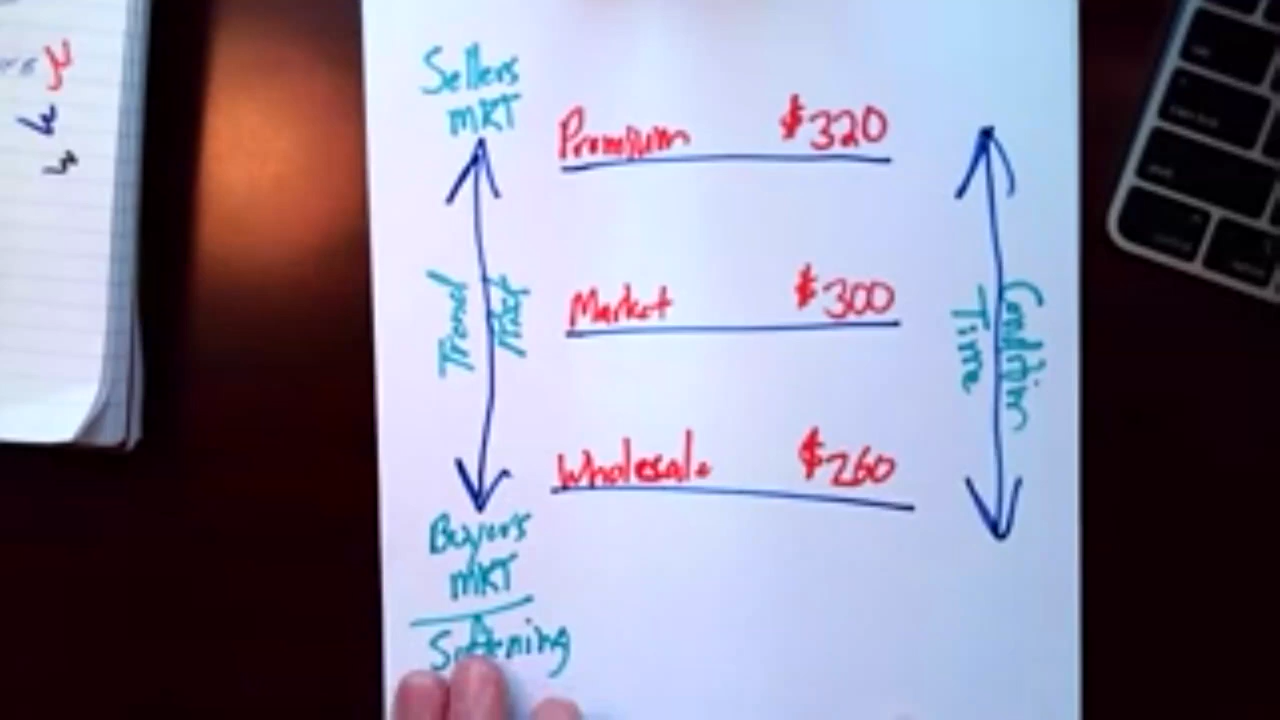 Sellers
MKT
Premium $320
Market $300
Trend
Condition
Time
Wholesale $260
Buyers
MKT
Softening